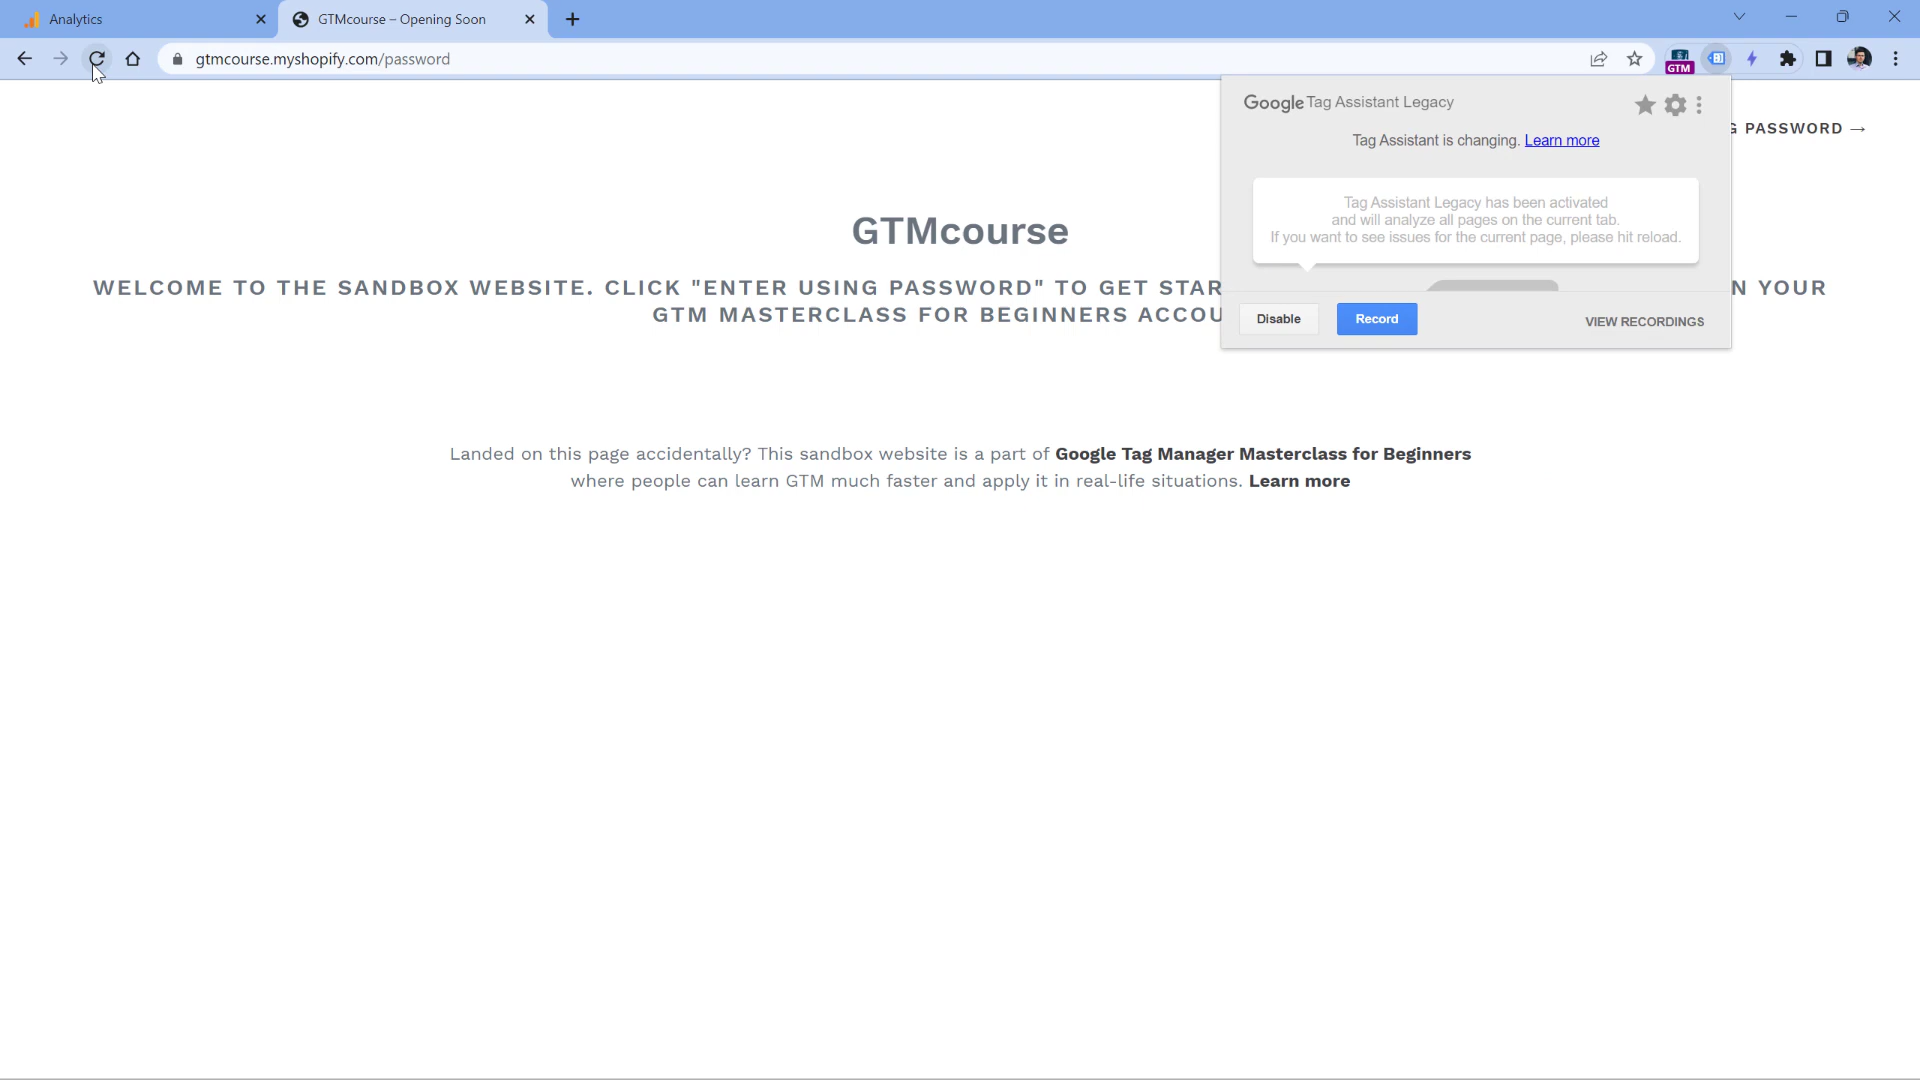 Analytics
GTMcourse – Opening Soon
gtmcourse.myshopify.com/password
GTM
Google Tag Assistant Legacy
Tag Assistant is changing. Learn more
Tag Assistant Legacy has been activated
and will analyze all pages on the current tab.
If you want to see issues for the current page, please hit reload.
Disable
Record
VIEW RECORDINGS
PASSWORD →
GTMcourse
WELCOME TO THE SANDBOX WEBSITE. CLICK "ENTER USING PASSWORD" TO GET STAR N YOUR
GTM MASTERCLASS FOR BEGINNERS ACCOU
Landed on this page accidentally? This sandbox website is a part of Google Tag Manager Masterclass for Beginners
where people can learn GTM much faster and apply it in real-life situations. Learn more